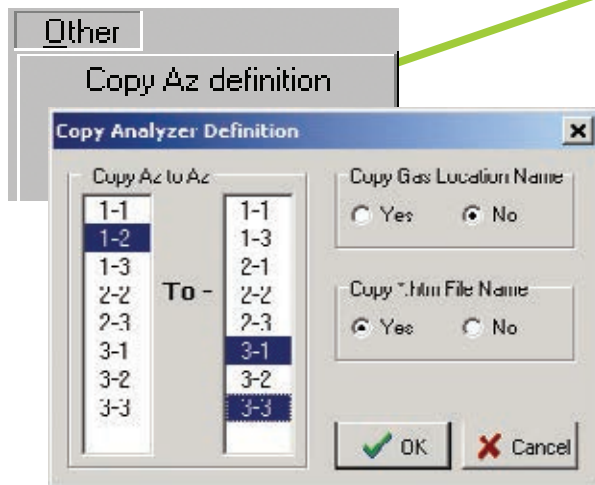 Other
Copy Az definition
Copy Analyzer Definition
Copy Az to Az
1-1
1-2
1-3
2-2
2-3
3-1
3-2
3-3
To -
1-1
1-3
2-1
2-2
2-3
3-1
3-2
3-3
Copy Gas Location Name
Yes No
Copy *.htm File Name
Yes No
OK Cancel